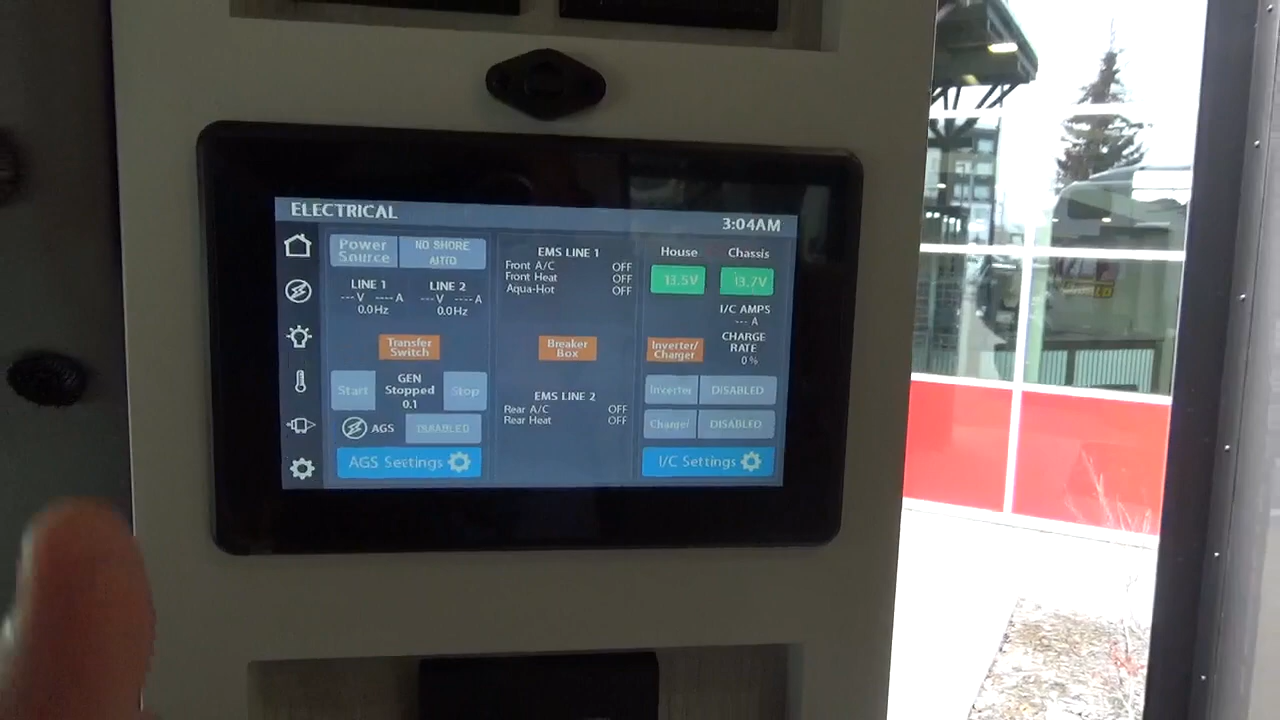 ELECTRICAL
3:04AM
Power Source
NO SHORE
AUTO
LINE 1
LINE 2
--- V ---- A
--- V ---- A
0.0Hz
0.0Hz
Transfer Switch
Start
GEN
Stopped
0.1
Stop
AGS
DISABLED
AGS Settings
EMS LINE 1
Front A/C OFF
Front Heat OFF
Aqua-Hot OFF
Breaker Box
EMS LINE 2
Rear A/C OFF
Rear Heat OFF
House
Chassis
13.5V
13.7V
I/C AMPS
--- A
Inverter/ Charger
CHARGE
RATE
0 %
Inverter DISABLED
Charger DISABLED
I/C Settings